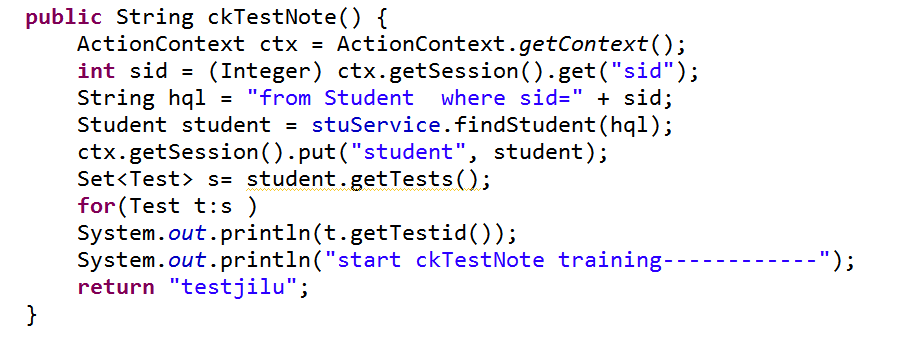 public String ckTestNote() {
    ActionContext ctx = ActionContext.getContext();
    int sid = (Integer) ctx.getSession().get("sid");
    String hql = "from Student  where sid=" + sid;
    Student student = stuService.findStudent(hql);
    ctx.getSession().put("student", student);
    Set<Test> s= student.getTests();
    for(Test t:s )
    System.out.println(t.getTestid());
    System.out.println("start ckTestNote training------------");
    return "testjilu";
}